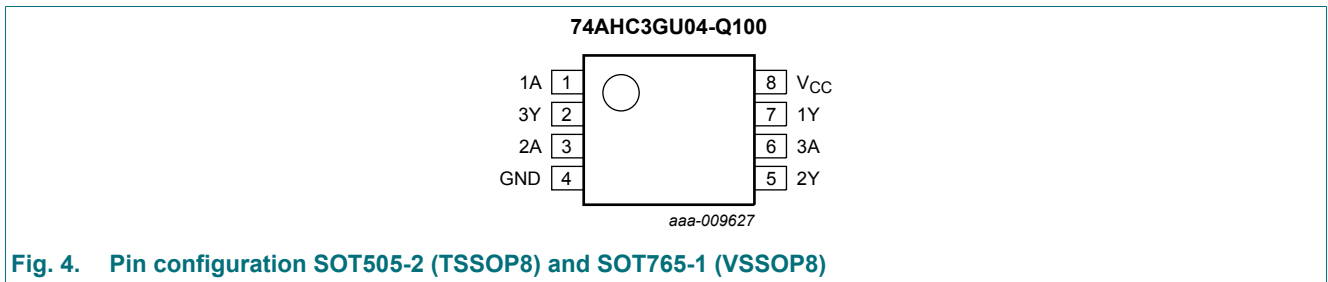 74AHC3GU04-Q100
1A 1 8 VCC
3Y 2 7 1Y
2A 3 6 3A
GND 4 5 2Y
aaa-009627
Fig. 4. Pin configuration SOT505-2 (TSSOP8) and SOT765-1 (VSSOP8)